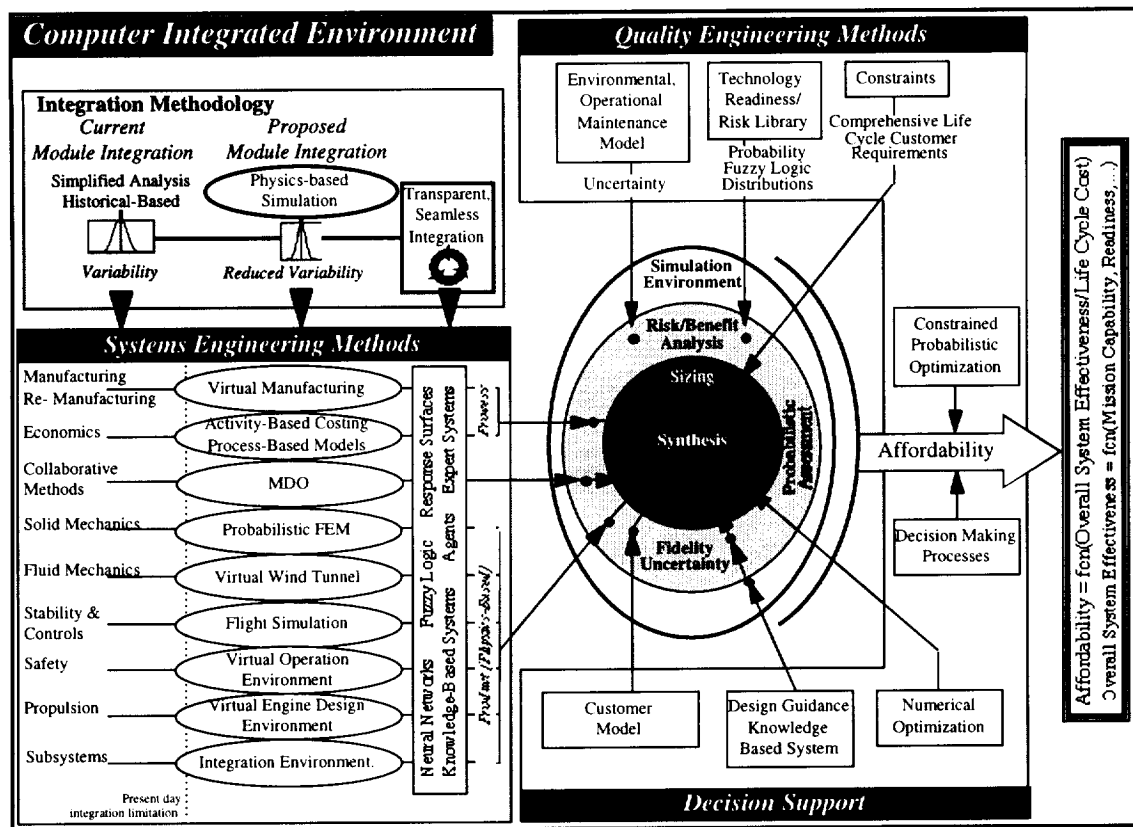 Computer Integrated Environment
Integration Methodology
Current
Module Integration
Simplified Analysis
Historical-Based
Variability
Proposed
Module Integration
Physics-based
Simulation
Reduced Variability
Transparent,
Seamless
Integration
Systems Engineering Methods
Manufacturing
Re- Manufacturing
Virtual Manufacturing
Economics
Activity-Based Costing
Process-Based Models
Collaborative
Methods
MDO
Solid Mechanics
Probabilistic FEM
Fluid Mechanics
Virtual Wind Tunnel
Stability &
Controls
Flight Simulation
Safety
Virtual Operation
Environment
Propulsion
Virtual Engine Design
Environment
Subsystems
Integration Environment.
Present day
integration limitation
Neural Networks Fuzzy Logic Response Surfaces
Knowledge-Based Systems Agents Expert Systems
Process
Product (Physics-Based)
Quality Engineering Methods
Environmental,
Operational
Maintenance
Model
Uncertainty
Technology
Readiness/
Risk Library
Probability
Fuzzy Logic
Distributions
Constraints
Comprehensive Life
Cycle Customer
Requirements
Simulation
Environment
Risk/Benefit
Analysis
Sizing
Synthesis
Probabilistic
Assessment
Fidelity
Uncertainty
Constrained
Probabilistic
Optimization
Affordability
Decision Making
Processes
Customer
Model
Design Guidance
Knowledge
Based System
Numerical
Optimization
Decision Support
Affordability = fcn(Overall System Effectiveness/Life Cycle Cost)
Overall System Effectiveness = fcn(Mission Capability, Readiness,...)